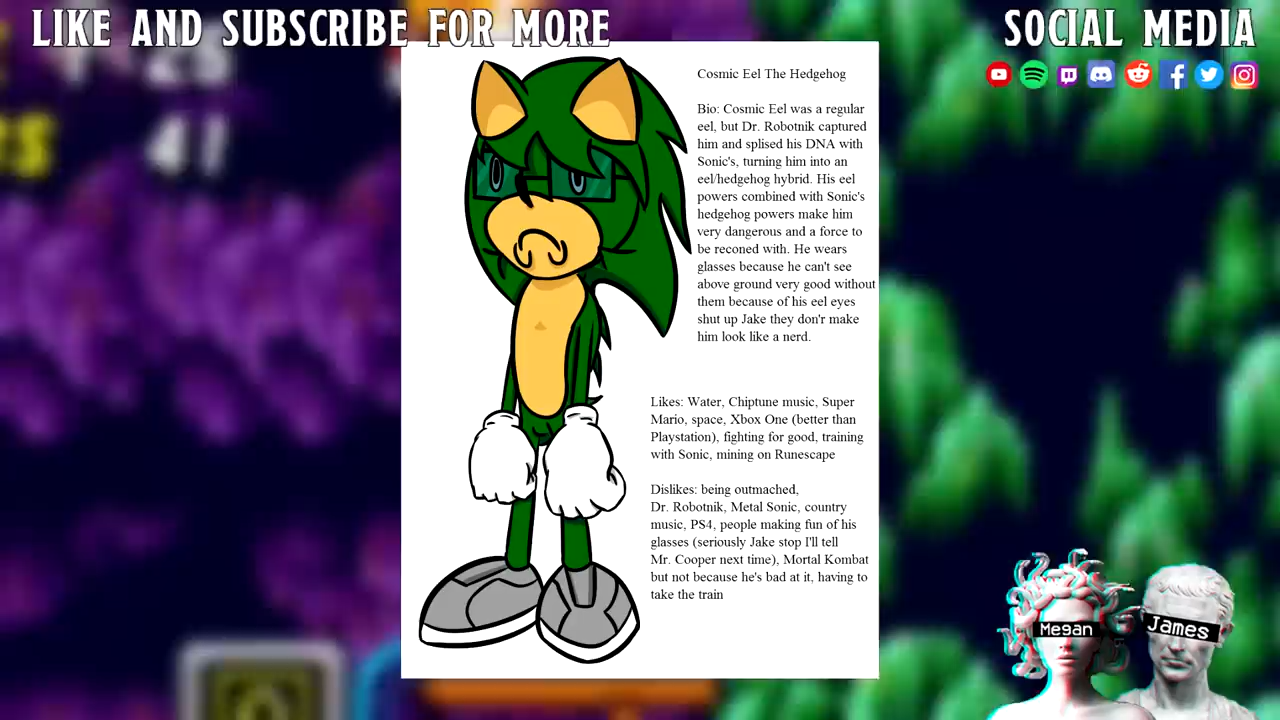 LIKE AND SUBSCRIBE FOR MORE
SOCIAL MEDIA
Cosmic Eel The Hedgehog
Bio: Cosmic Eel was a regular
eel, but Dr. Robotnik captured
him and splised his DNA with
Sonic's, turning him into an
eel/hedgehog hybrid. His eel
powers combined with Sonic's
hedgehog powers make him
very dangerous and a force to
be reconed with. He wears
glasses because he can't see
above ground very good without
them because of his eel eyes
shut up Jake they don'r make
him look like a nerd.
Likes: Water, Chiptune music, Super
Mario, space, Xbox One (better than
Playstation), fighting for good, training
with Sonic, mining on Runescape
Dislikes: being outmached,
Dr. Robotnik, Metal Sonic, country
music, PS4, people making fun of his
glasses (seriously Jake stop I'll tell
Mr. Cooper next time), Mortal Kombat
but not because he's bad at it, having to
take the train
Megan
James